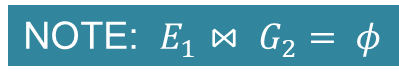 NOTE: E₁ ⋈ G₂ = ϕ